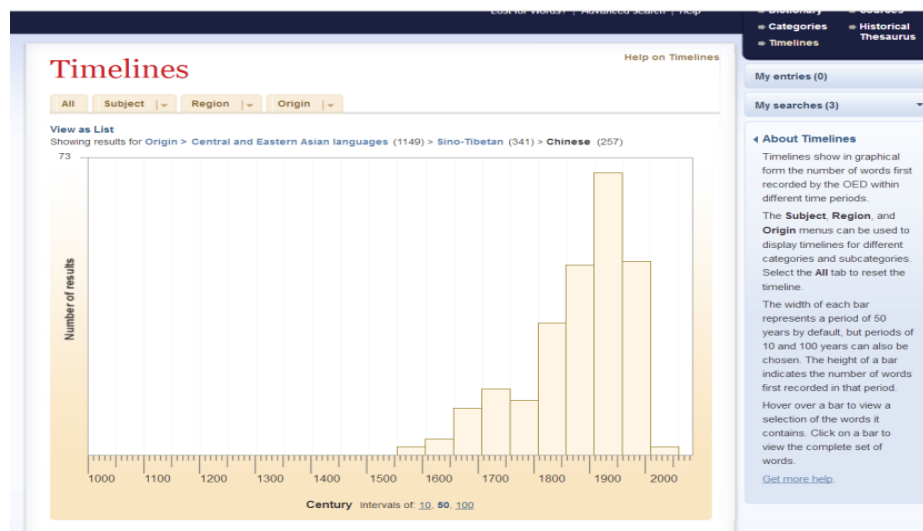 Lost for Words? | Advanced search | Help
Dictionary
Sources
Categories
Historical Thesaurus
Timelines
Timelines
Help on Timelines
All
Subject
Region
Origin
View as List
Showing results for Origin > Central and Eastern Asian languages (1149) > Sino-Tibetan (341) > Chinese (257)
73
Number of results
1000 1100 1200 1300 1400 1500 1600 1700 1800 1900 2000
Century Intervals of: 10, 50, 100
My entries (0)
My searches (3)
About Timelines
Timelines show in graphical
form the number of words first
recorded by the OED within
different time periods.
The Subject, Region, and
Origin menus can be used to
display timelines for different
categories and subcategories.
Select the All tab to reset the
timeline.
The width of each bar
represents a period of 50
years by default, but periods of
10 and 100 years can also be
chosen. The height of a bar
indicates the number of words
first recorded in that period.
Hover over a bar to view a
selection of the words it
contains. Click on a bar to
view the complete set of
words.
Get more help.